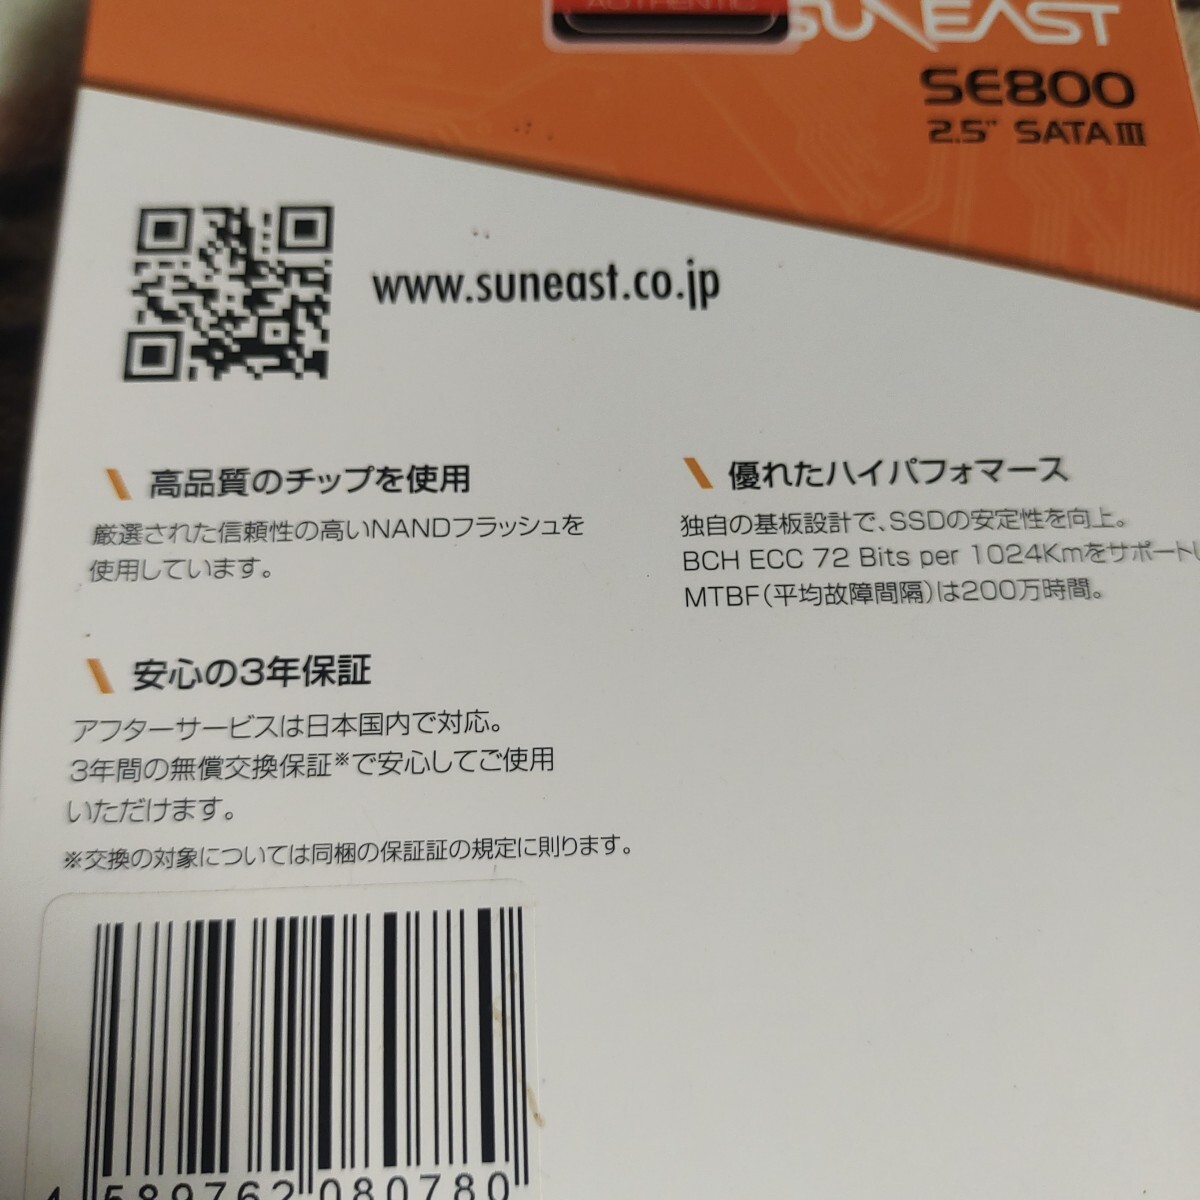 AUTHENTIC
SUNEAST
SE800
2.5" SATA III
www.suneast.co.jp
高品質のチップを使用
厳選された信頼性の高いNANDフラッシュを
使用しています。
優れたハイパフォマース
独自の基板設計で、SSDの安定性を向上。
BCH ECC 72 Bits per 1024Kmをサポートし
MTBF(平均故障間隔)は200万時間。
安心の3年保証
アフターサービスは日本国内で対応。
3年間の無償交換保証※で安心してご使用
いただけます。
※交換の対象については同梱の保証証の規定に則ります。
4 589762 080780